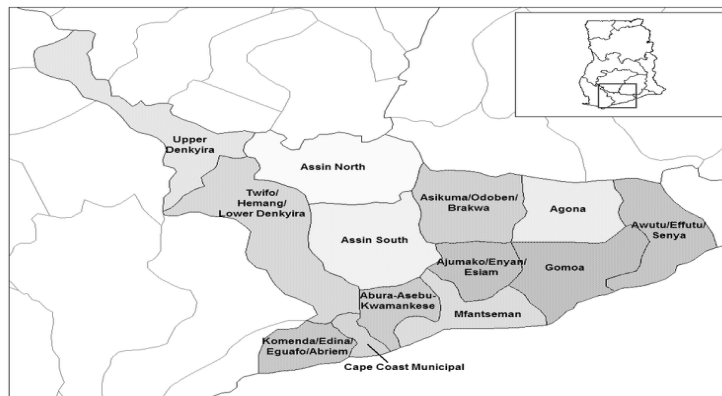 Upper
Denkyira
Assin North
Twifo/
Hemang/
Lower Denkyira
Asikuma/Odoben/
Brakwa
Agona
Awutu/Effutu/
Senya
Assin South
Ajumako/Enyan/
Esiam
Gomoa
Abura-Asebu-
Kwamankese
Mfantseman
Komenda/Edina/
Eguafo/Abriem
Cape Coast Municipal